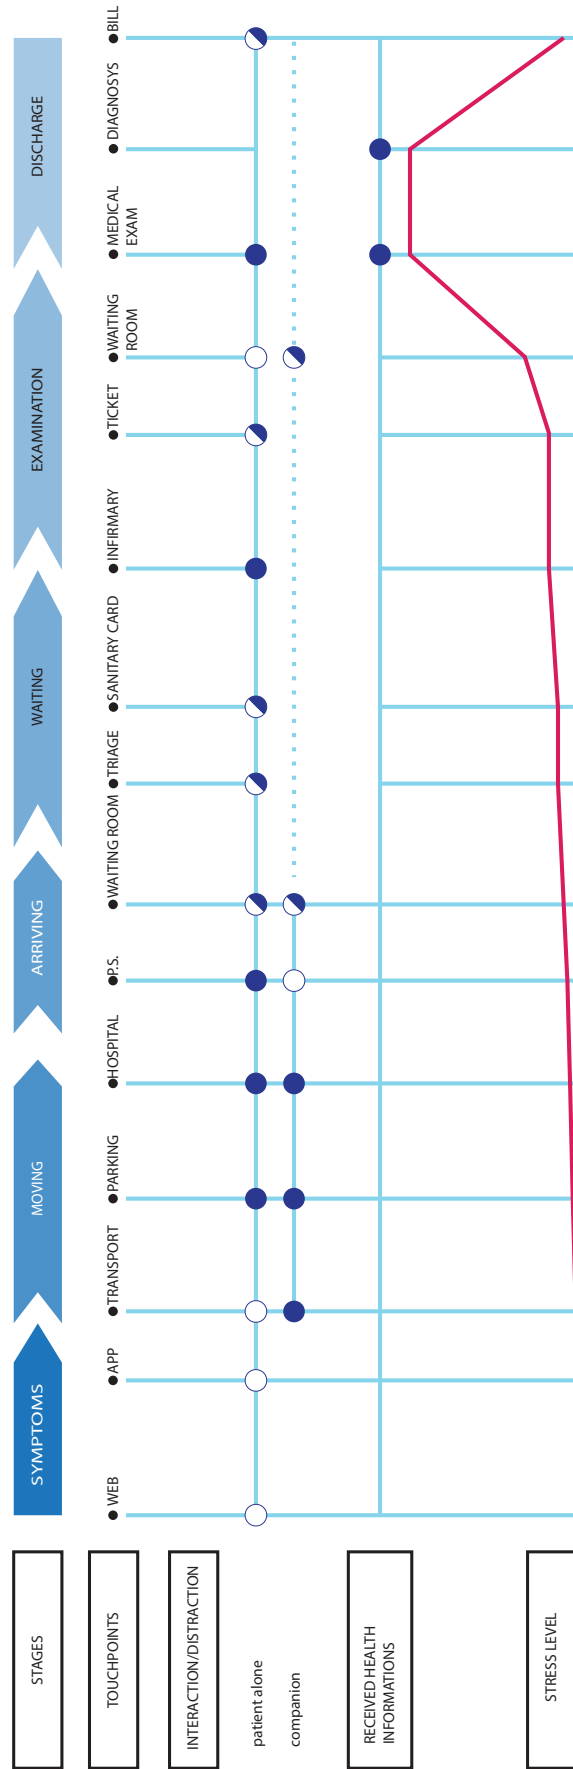 STAGES
SYMPTOMS
MOVING
ARRIVING
WAITING
EXAMINATION
DISCHARGE
TOUCHPOINTS
WEB
APP
TRANSPORT
PARKING
HOSPITAL
P.S.
WAITING ROOM
TRIAGE
SANITARY CARD
INFIRMARY
TICKET
WAITING
ROOM
MEDICAL
EXAM
DIAGNOSYS
BILL
INTERACTION/DISTRACTION
patient alone
companion
RECEIVED HEALTH
INFORMATIONS
STRESS LEVEL